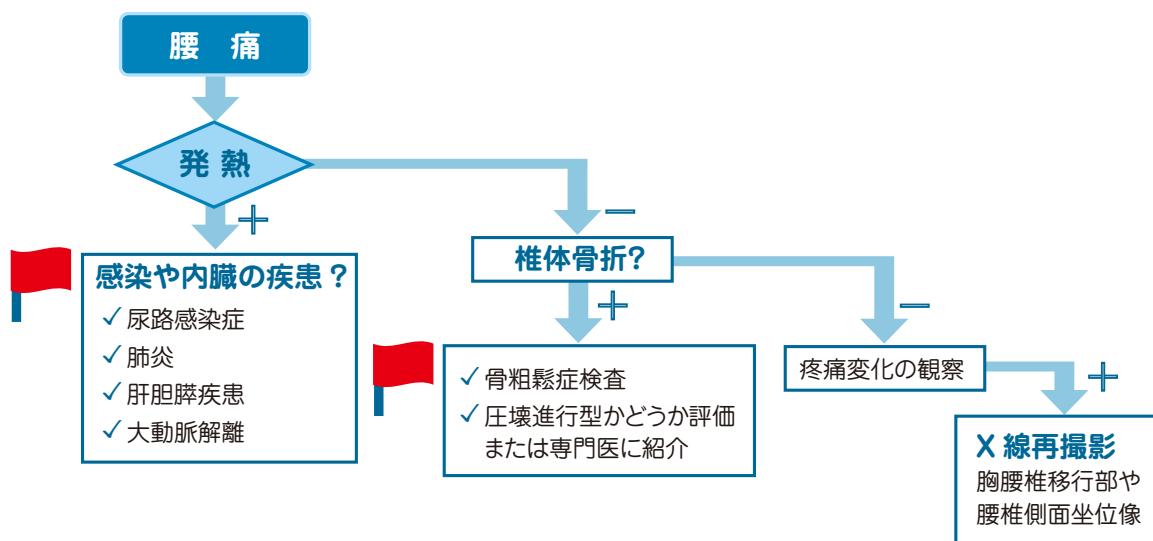 腰 痛
発 熱
＋
－
感染や内臓の疾患？
✓ 尿路感染症
✓ 肺炎
✓ 肝胆膵疾患
✓ 大動脈解離
椎体骨折?
＋
－
✓ 骨粗鬆症検査
✓ 圧壊進行型かどうか評価
または専門医に紹介
疼痛変化の観察
＋
X 線再撮影
胸腰椎移行部や
腰椎側面坐位像